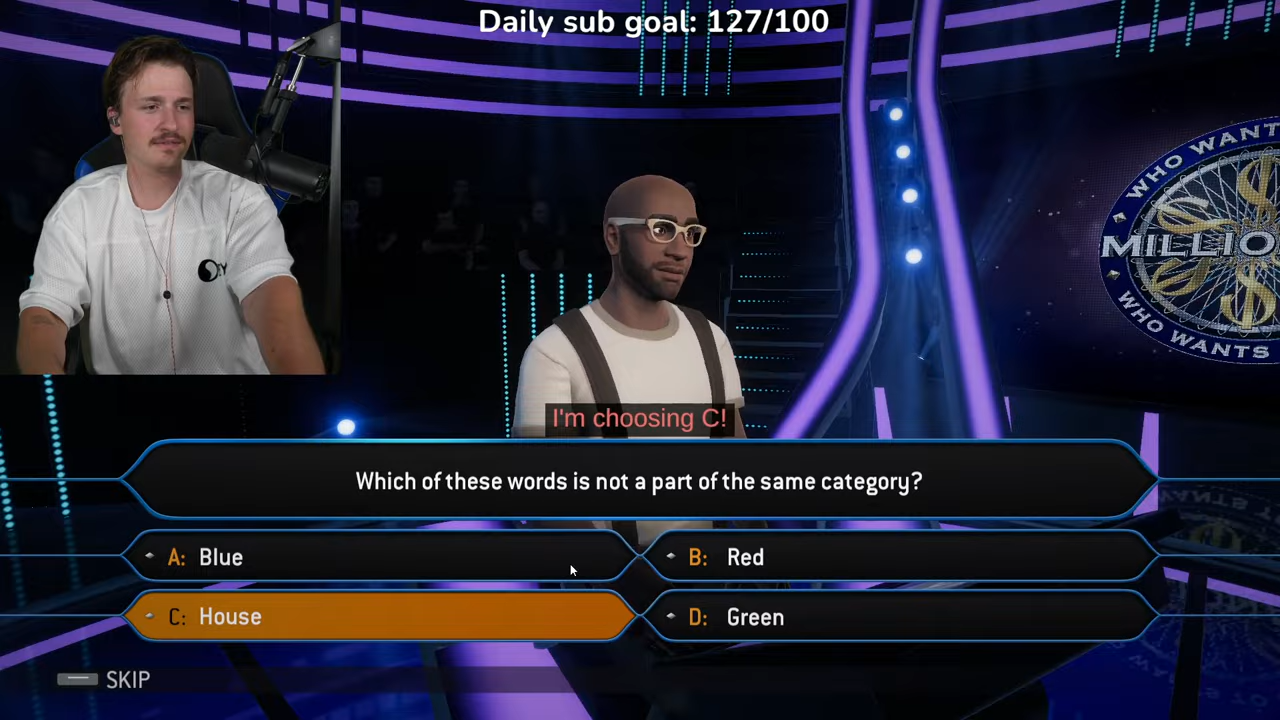 Daily sub goal: 127/100
WHO WANTS
MILLIO
WHO WANTS
I'm choosing C!
Which of these words is not a part of the same category?
A: Blue
B: Red
C: House
D: Green
SKIP